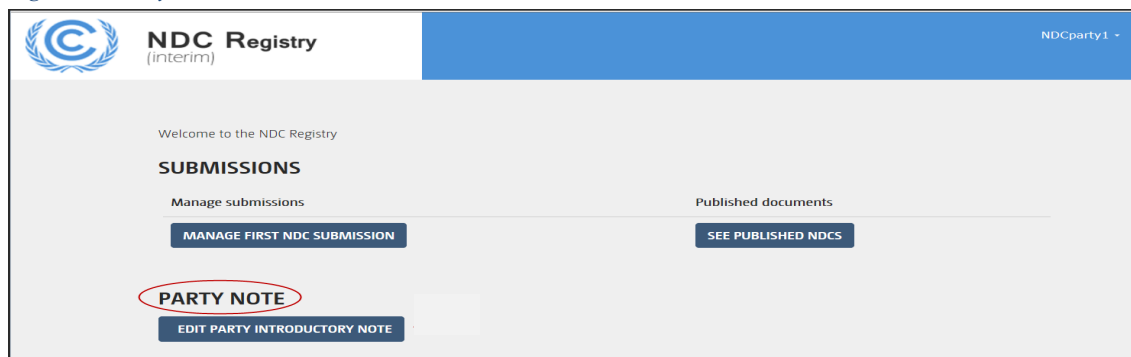 NDC Registry
(interim)
NDCparty1
Welcome to the NDC Registry
SUBMISSIONS
Manage submissions
Published documents
MANAGE FIRST NDC SUBMISSION
SEE PUBLISHED NDCS
PARTY NOTE
EDIT PARTY INTRODUCTORY NOTE